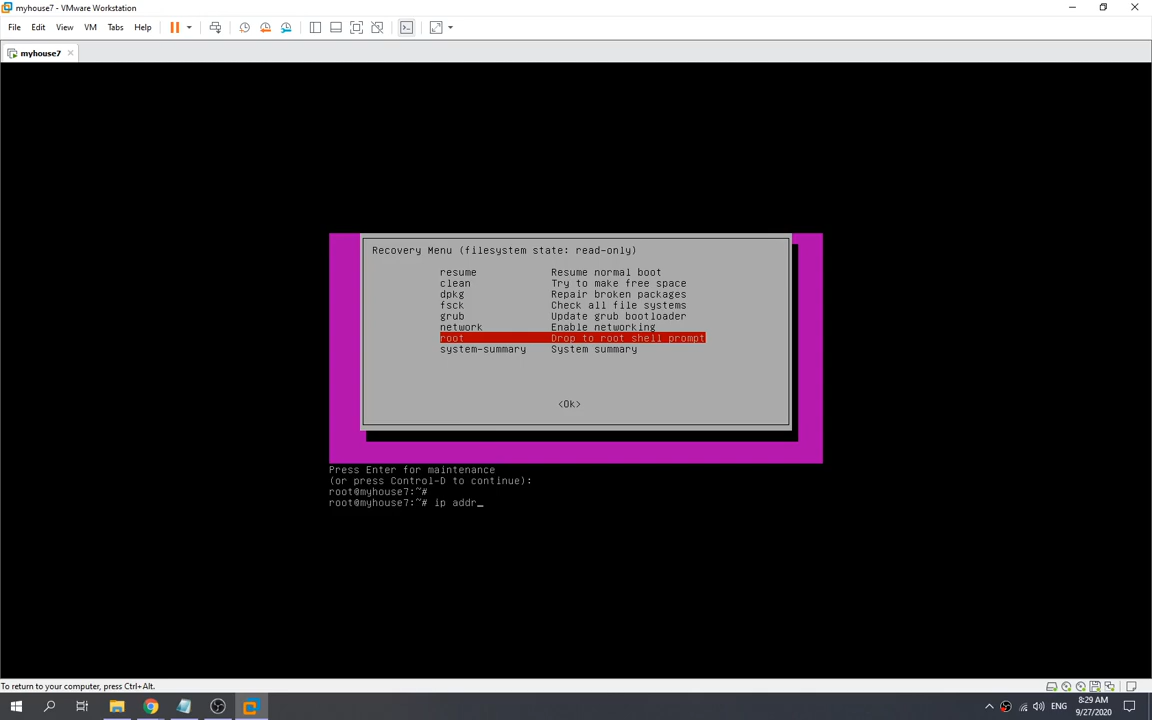 myhouse7 - VMware Workstation
File Edit View VM Tabs Help
myhouse7
Recovery Menu (filesystem state: read-only)
resume Resume normal boot
clean Try to make free space
dpkg Repair broken packages
fsck Check all file systems
grub Update grub bootloader
network Enable networking
root Drop to root shell prompt
system-summary System summary
<Ok>
Press Enter for maintenance
(or press Control-D to continue):
root@myhouse7:~#
root@myhouse7:~# ip addr_
To return to your computer, press Ctrl+Alt.
ENG
8:29 AM
9/27/2020